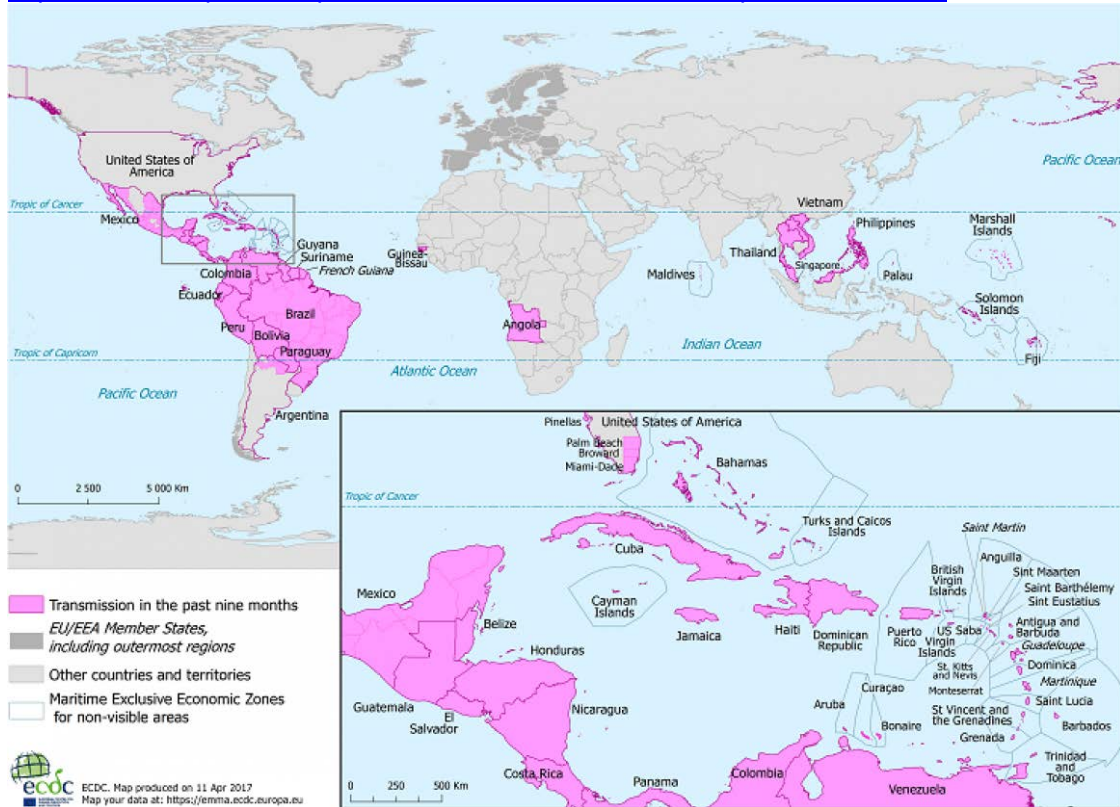 United States of
America
Pacific Ocean
Tropic of Cancer
Mexico
Vietnam
Philippines
Marshall
Islands
Guyana
Suriname
French Guiana
Guinea-
Bissau
Thailand
Singapore
Maldives
Palau
Colombia
Ecuador
Solomon
Islands
Brazil
Angola
Peru
Bolivia
Indian Ocean
Paraguay
Tropic of Capricorn
Atlantic Ocean
Fiji
Pacific Ocean
Argentina
0 2 500 5 000 Km
Pinellas
United States of America
Palm Beach
Broward
Miami-Dade
Bahamas
Tropic of Cancer
Turks and Caicos
Islands
Saint Martin
Cuba
Anguilla
British
Virgin
Islands
Sint Maarten
Saint Barthélemy
Sint Eustatius
Mexico
Cayman
Islands
Belize
Jamaica
Haiti
Dominican
Republic
Puerto
Rico
US
Virgin
Islands
Saba
Antigua and
Barbuda
Guadeloupe
Honduras
St. Kitts
and Nevis
Dominica
Martinique
Monteserrat
Curaçao
Saint Lucia
Guatemala
El
Salvador
Nicaragua
Aruba
Bonaire
St Vincent and
the Grenadines
Barbados
Grenada
Costa Rica
Panama
Colombia
Venezuela
Trinidad
and
Tobago
0 250 500 Km
Transmission in the past nine months
EU/EEA Member States,
including outermost regions
Other countries and territories
Maritime Exclusive Economic Zones
for non-visible areas
ecdc
ECDC. Map produced on 11 Apr 2017
Map your data at: https://emma.ecdc.europa.eu